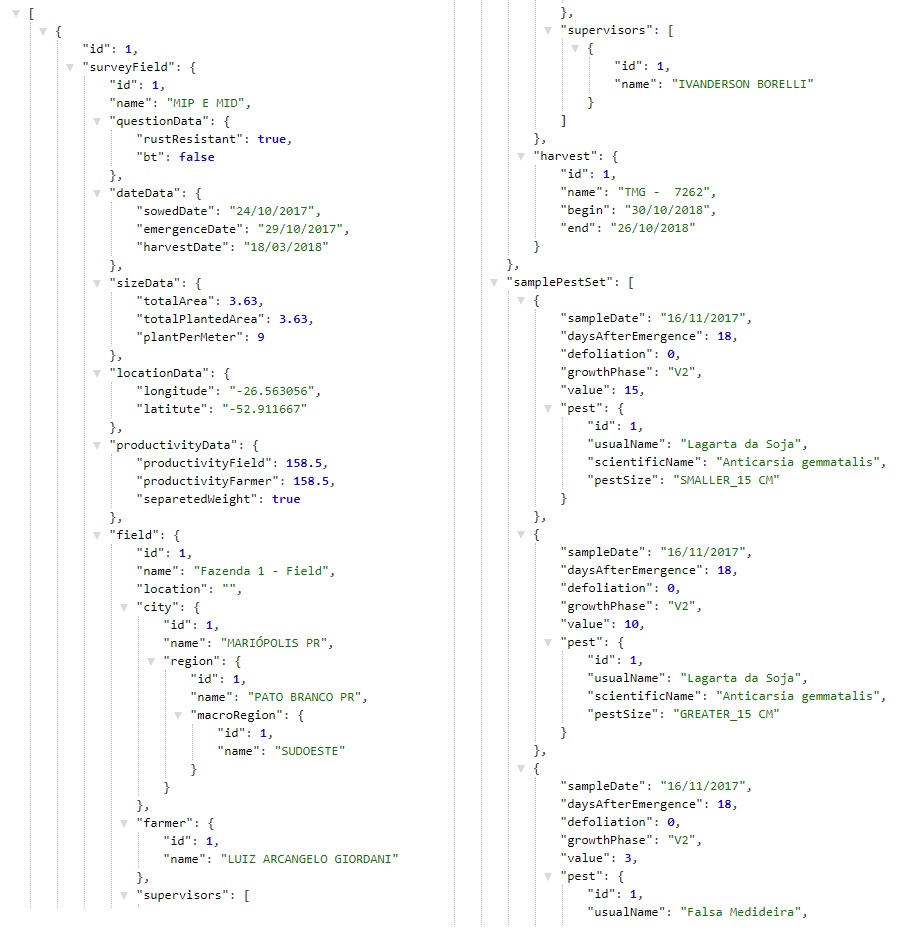 [
{
"id": 1,
"surveyField": {
"id": 1,
"name": "MIP E MID",
"questionData": {
"rustResistant": true,
"bt": false
},
"dateData": {
"sowedDate": "24/10/2017",
"emergenceDate": "29/10/2017",
"harvestDate": "18/03/2018"
},
"sizeData": {
"totalArea": 3.63,
"totalPlantedArea": 3.63,
"plantPerMeter": 9
},
"locationData": {
"longitude": "-26.563056",
"latitute": "-52.911667"
},
"productivityData": {
"productivityField": 158.5,
"productivityFarmer": 158.5,
"separetedWeight": true
},
"field": {
"id": 1,
"name": "Fazenda 1 - Field",
"location": "",
"city": {
"id": 1,
"name": "MARIÓPOLIS PR",
"region": {
"id": 1,
"name": "PATO BRANCO PR",
"macroRegion": {
"id": 1,
"name": "SUDOESTE"
}
}
},
"farmer": {
"id": 1,
"name": "LUIZ ARCANGELO GIORDANI"
},
"supervisors": [
},
"supervisors": [
{
"id": 1,
"name": "IVANDERSON BORELLI"
}
]
},
"harvest": {
"id": 1,
"name": "TMG -  7262",
"begin": "30/10/2018",
"end": "26/10/2018"
}
},
"samplePestSet": [
{
"sampleDate": "16/11/2017",
"daysAfterEmergence": 18,
"defoliation": 0,
"growthPhase": "V2",
"value": 15,
"pest": {
"id": 1,
"usualName": "Lagarta da Soja",
"scientificName": "Anticarsia gemmatalis",
"pestSize": "SMALLER_15 CM"
}
},
{
"sampleDate": "16/11/2017",
"daysAfterEmergence": 18,
"defoliation": 0,
"growthPhase": "V2",
"value": 10,
"pest": {
"id": 1,
"usualName": "Lagarta da Soja",
"scientificName": "Anticarsia gemmatalis",
"pestSize": "GREATER_15 CM"
}
},
{
"sampleDate": "16/11/2017",
"daysAfterEmergence": 18,
"defoliation": 0,
"growthPhase": "V2",
"value": 3,
"pest": {
"id": 1,
"usualName": "Falsa Medideira",